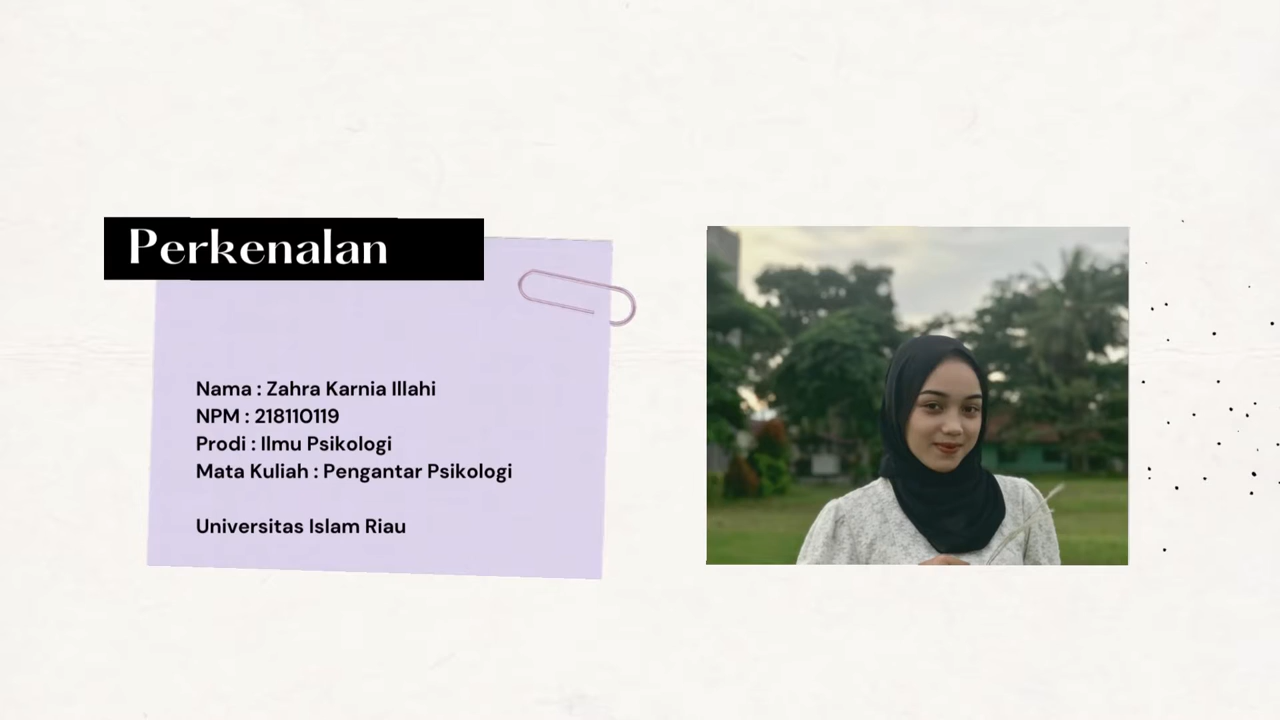 Perkenalan
Nama : Zahra Karnia Illahi
NPM : 218110119
Prodi : Ilmu Psikologi
Mata Kuliah : Pengantar Psikologi
Universitas Islam Riau